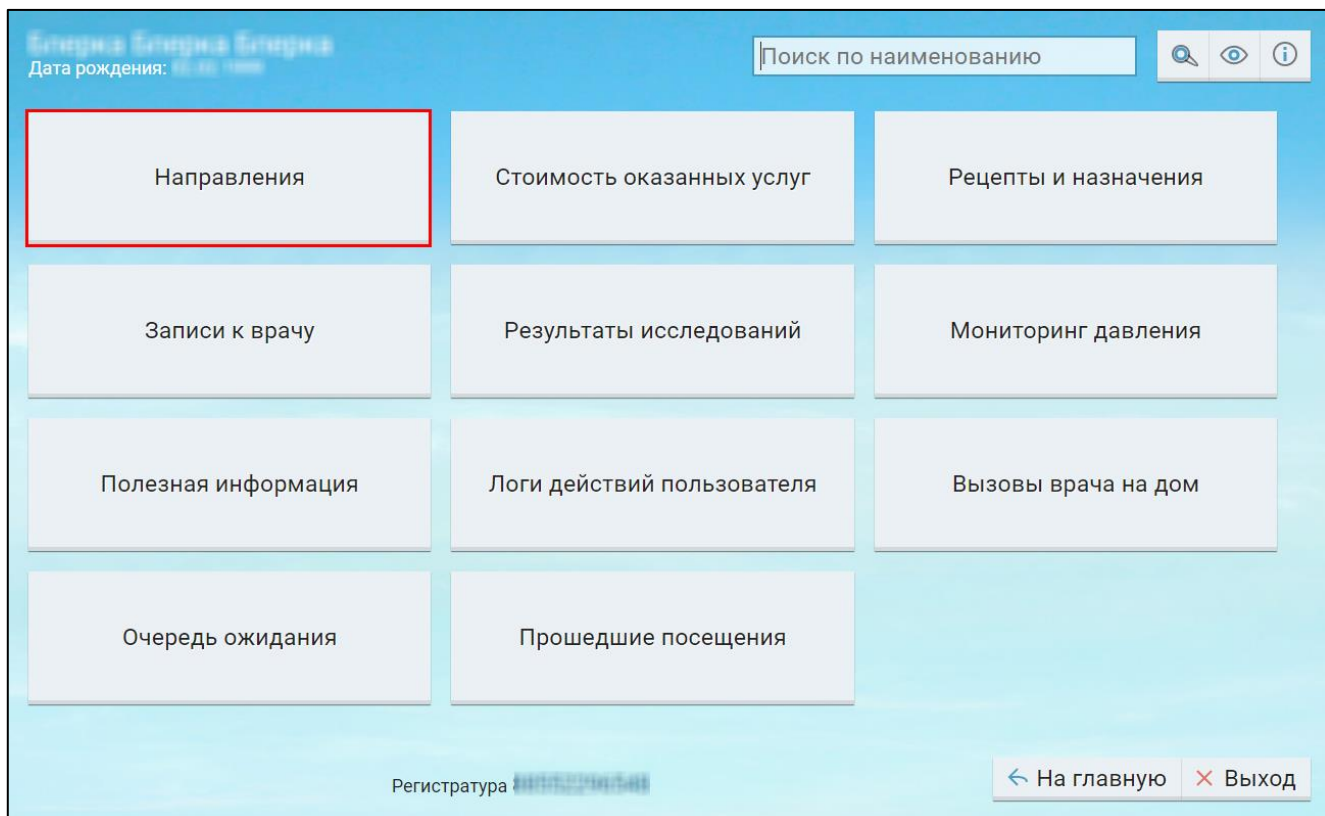 Дата рождения:
Поиск по наименованию
Направления
Стоимость оказанных услуг
Рецепты и назначения
Записи к врачу
Результаты исследований
Мониторинг давления
Полезная информация
Логи действий пользователя
Вызовы врача на дом
Очередь ожидания
Прошедшие посещения
Регистратура
На главную
Выход